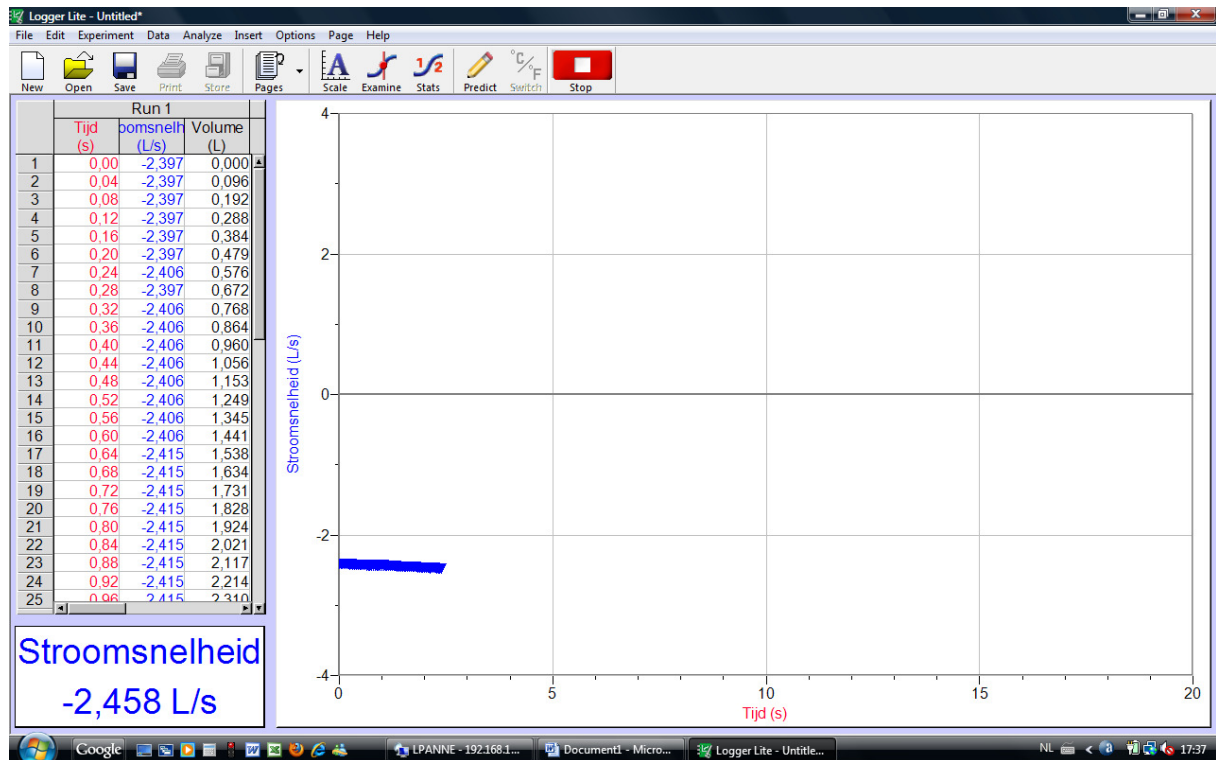 Logger Lite - Untitled*
File Edit Experiment Data Analyze Insert Options Page Help
New Open Save Print Store Pages Scale Examine Stats Predict Switch Stop
Run 1
Tijd oomsnelh Volume
(s) (L/s) (L)
1 0,00 -2,397 0,000
2 0,04 -2,397 0,096
3 0,08 -2,397 0,192
4 0,12 -2,397 0,288
5 0,16 -2,397 0,384
6 0,20 -2,397 0,479
7 0,24 -2,406 0,576
8 0,28 -2,397 0,672
9 0,32 -2,406 0,768
10 0,36 -2,406 0,864
11 0,40 -2,406 0,960
12 0,44 -2,406 1,056
13 0,48 -2,406 1,153
14 0,52 -2,406 1,249
15 0,56 -2,406 1,345
16 0,60 -2,406 1,441
17 0,64 -2,415 1,538
18 0,68 -2,415 1,634
19 0,72 -2,415 1,731
20 0,76 -2,415 1,828
21 0,80 -2,415 1,924
22 0,84 -2,415 2,021
23 0,88 -2,415 2,117
24 0,92 -2,415 2,214
25 0,96 -2,415 2,310
Stroomsnelheid
-2,458 L/s
4
2
0
-2
-4
Stroomsnelheid (L/s)
0 5 10 15 20
Tijd (s)
Google LPANNE - 192.168.1... Document1 - Micro... Logger Lite - Untitle... NL 17:37